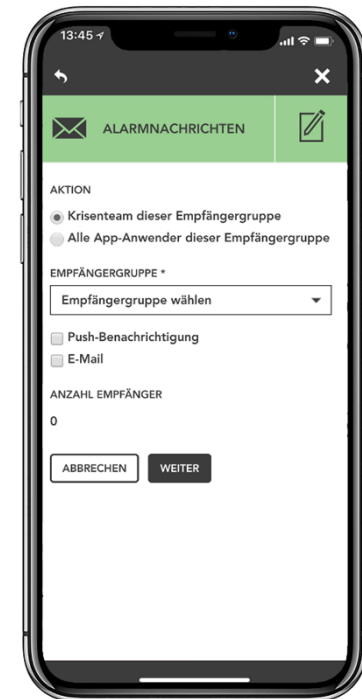 13:45
ALARMNACHRICHTEN
AKTION
Krisenteam dieser Empfängergruppe
Alle App-Anwender dieser Empfängergruppe
EMPFÄNGERGRUPPE *
Empfängergruppe wählen
Push-Benachrichtigung
E-Mail
ANZAHL EMPFÄNGER
0
ABBRECHEN WEITER